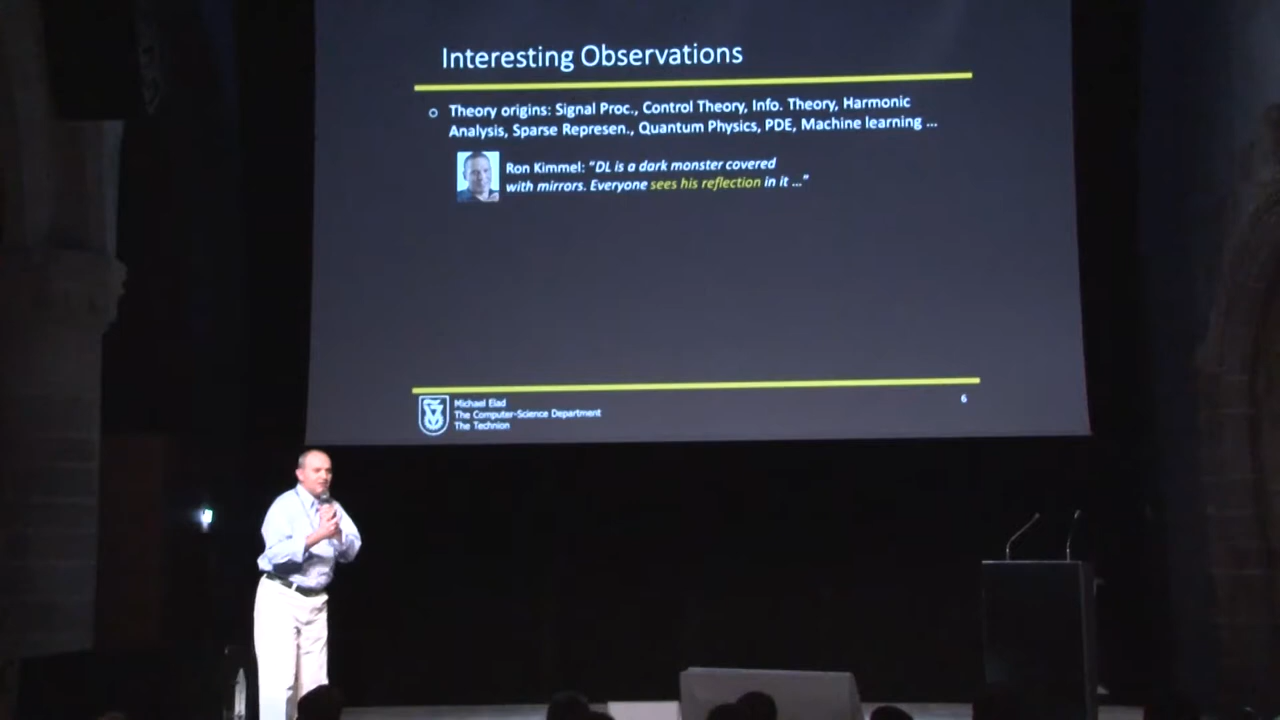 Interesting Observations
Theory origins: Signal Proc., Control Theory, Info. Theory, Harmonic
Analysis, Sparse Represen., Quantum Physics, PDE, Machine learning ...
Ron Kimmel: “DL is a dark monster covered
with mirrors. Everyone sees his reflection in it ...”
Michael Elad
The Computer-Science Department
The Technion
6